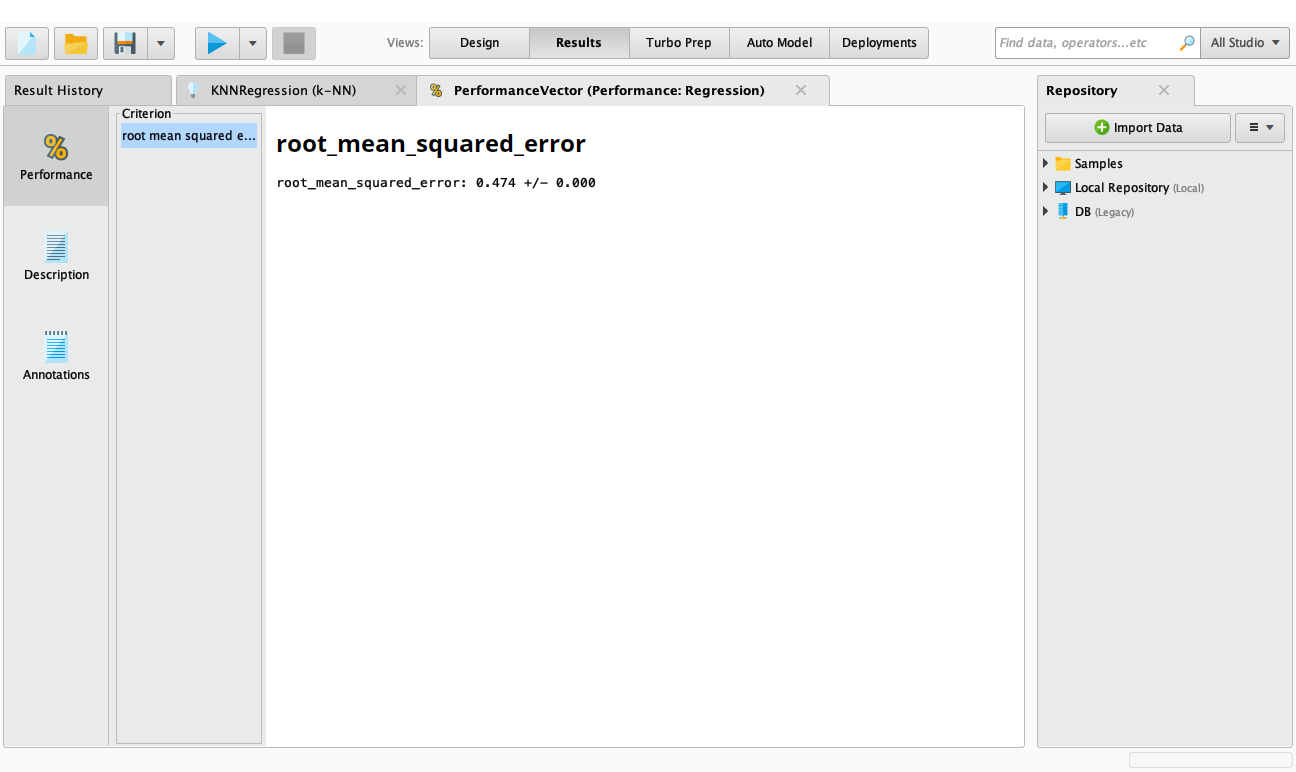 Views:
Design
Results
Turbo Prep
Auto Model
Deployments
Find data, operators...etc
All Studio
Result History
KNNRegression (k-NN)
PerformanceVector (Performance: Regression)
Repository
Performance
Description
Annotations
Criterion
root mean squared e...
root_mean_squared_error
root_mean_squared_error: 0.474 +/- 0.000
Import Data
Samples
Local Repository (Local)
DB (Legacy)